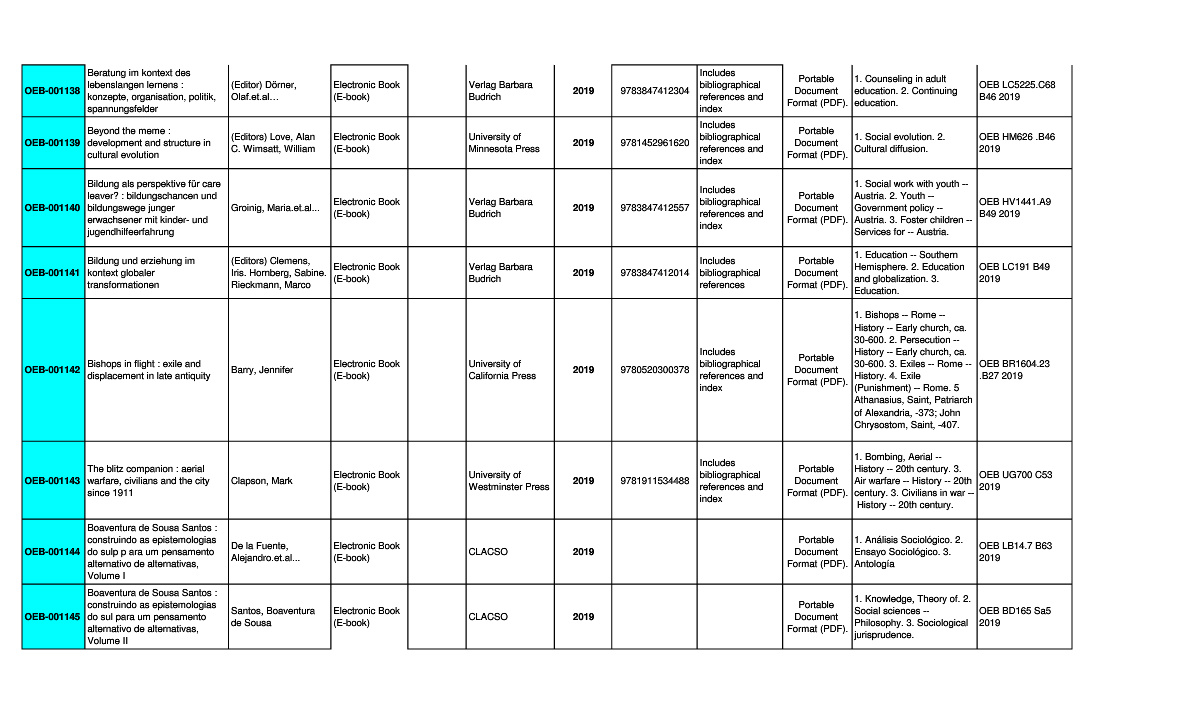 OEB-001138
Beratung im kontext des
lebenslangen lernens :
konzepte, organisation, politik,
spannungsfelder
(Editor) Dörner,
Olaf.et.al...
Electronic Book
(E-book)
Verlag Barbara
Budrich
2019
9783847412304
Includes
bibliographical
references and
index
Portable
Document
Format (PDF).
1. Counseling in adult
education. 2. Continuing
education.
OEB LC5225.C68
B46 2019
OEB-001139
Beyond the meme :
development and structure in
cultural evolution
(Editors) Love, Alan
C. Wimsatt, William
Electronic Book
(E-book)
University of
Minnesota Press
2019
9781452961620
Includes
bibliographical
references and
index
Portable
Document
Format (PDF).
1. Social evolution. 2.
Cultural diffusion.
OEB HM626 .B46
2019
OEB-001140
Bildung als perspektive für care
leaver? : bildungschancen und
bildungswege junger
erwachsener mit kinder- und
jugendhilfeerfahrung
Groinig, Maria.et.al...
Electronic Book
(E-book)
Verlag Barbara
Budrich
2019
9783847412557
Includes
bibliographical
references and
index
Portable
Document
Format (PDF).
1. Social work with youth --
Austria. 2. Youth --
Government policy --
Austria. 3. Foster children --
Services for -- Austria.
OEB HV1441.A9
B49 2019
OEB-001141
Bildung und erziehung im
kontext globaler
transformationen
(Editors) Clemens,
Iris. Hornberg, Sabine.
Rieckmann, Marco
Electronic Book
(E-book)
Verlag Barbara
Budrich
2019
9783847412014
Includes
bibliographical
references
Portable
Document
Format (PDF).
1. Education -- Southern
Hemisphere. 2. Education
and globalization. 3.
Education.
OEB LC191 B49
2019
OEB-001142
Bishops in flight : exile and
displacement in late antiquity
Barry, Jennifer
Electronic Book
(E-book)
University of
California Press
2019
9780520300378
Includes
bibliographical
references and
index
Portable
Document
Format (PDF).
1. Bishops -- Rome --
History -- Early church, ca.
30-600. 2. Persecution --
History -- Early church, ca.
30-600. 3. Exiles -- Rome --
History. 4. Exile
(Punishment) -- Rome. 5
Athanasius, Saint, Patriarch
of Alexandria, -373; John
Chrysostom, Saint, -407.
OEB BR1604.23
.B27 2019
OEB-001143
The blitz companion : aerial
warfare, civilians and the city
since 1911
Clapson, Mark
Electronic Book
(E-book)
University of
Westminster Press
2019
9781911534488
Includes
bibliographical
references and
index
Portable
Document
Format (PDF).
1. Bombing, Aerial --
History -- 20th century. 3.
Air warfare -- History -- 20th
century. 3. Civilians in war --
History -- 20th century.
OEB UG700 C53
2019
OEB-001144
Boaventura de Sousa Santos :
construindo as epistemologias
do sulp p ara um pensamento
alternativo de alternativas,
Volume I
De la Fuente,
Alejandro.et.al...
Electronic Book
(E-book)
CLACSO
2019
Portable
Document
Format (PDF).
1. Análisis Sociológico. 2.
Ensayo Sociológico. 3.
Antología
OEB LB14.7 B63
2019
OEB-001145
Boaventura de Sousa Santos :
construindo as epistemologias
do sul para um pensamento
alternativo de alternativas,
Volume II
Santos, Boaventura
de Sousa
Electronic Book
(E-book)
CLACSO
2019
Portable
Document
Format (PDF).
1. Knowledge, Theory of. 2.
Social sciences --
Philosophy. 3. Sociological
jurisprudence.
OEB BD165 Sa5
2019